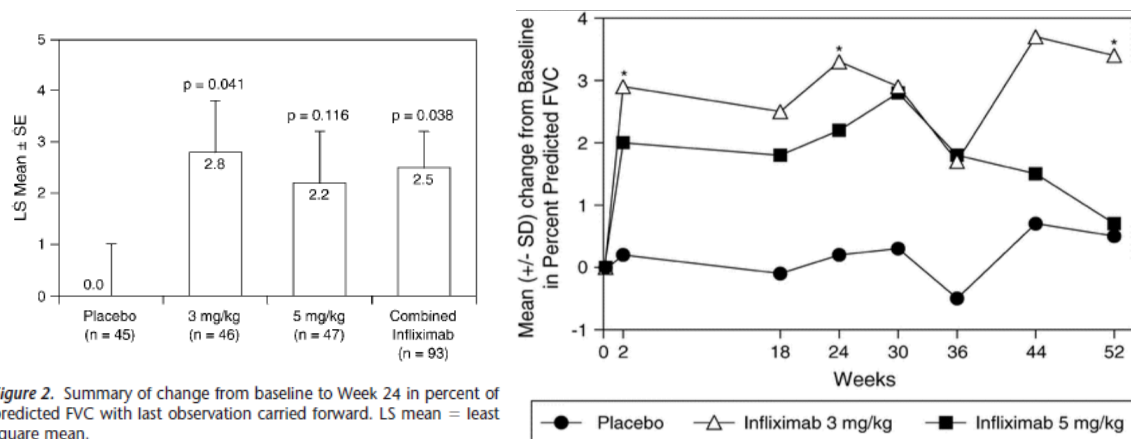 5
4
3
2
1
0
LS Mean ± SE
p = 0.041
p = 0.116
p = 0.038
0.0
2.8
2.2
2.5
Placebo
(n = 45)
3 mg/kg
(n = 46)
5 mg/kg
(n = 47)
Combined
Infliximab
(n = 93)
igure 2. Summary of change from baseline to Week 24 in percent of
redicted FVC with last observation carried forward. LS mean = least
quare mean.
Mean (+/- SD) change from Baseline
in Percent Predicted FVC
4
3
2
1
0
-1
*
*
*
0 2 18 24 30 36 44 52
Weeks
Placebo Infliximab 3 mg/kg Infliximab 5 mg/kg